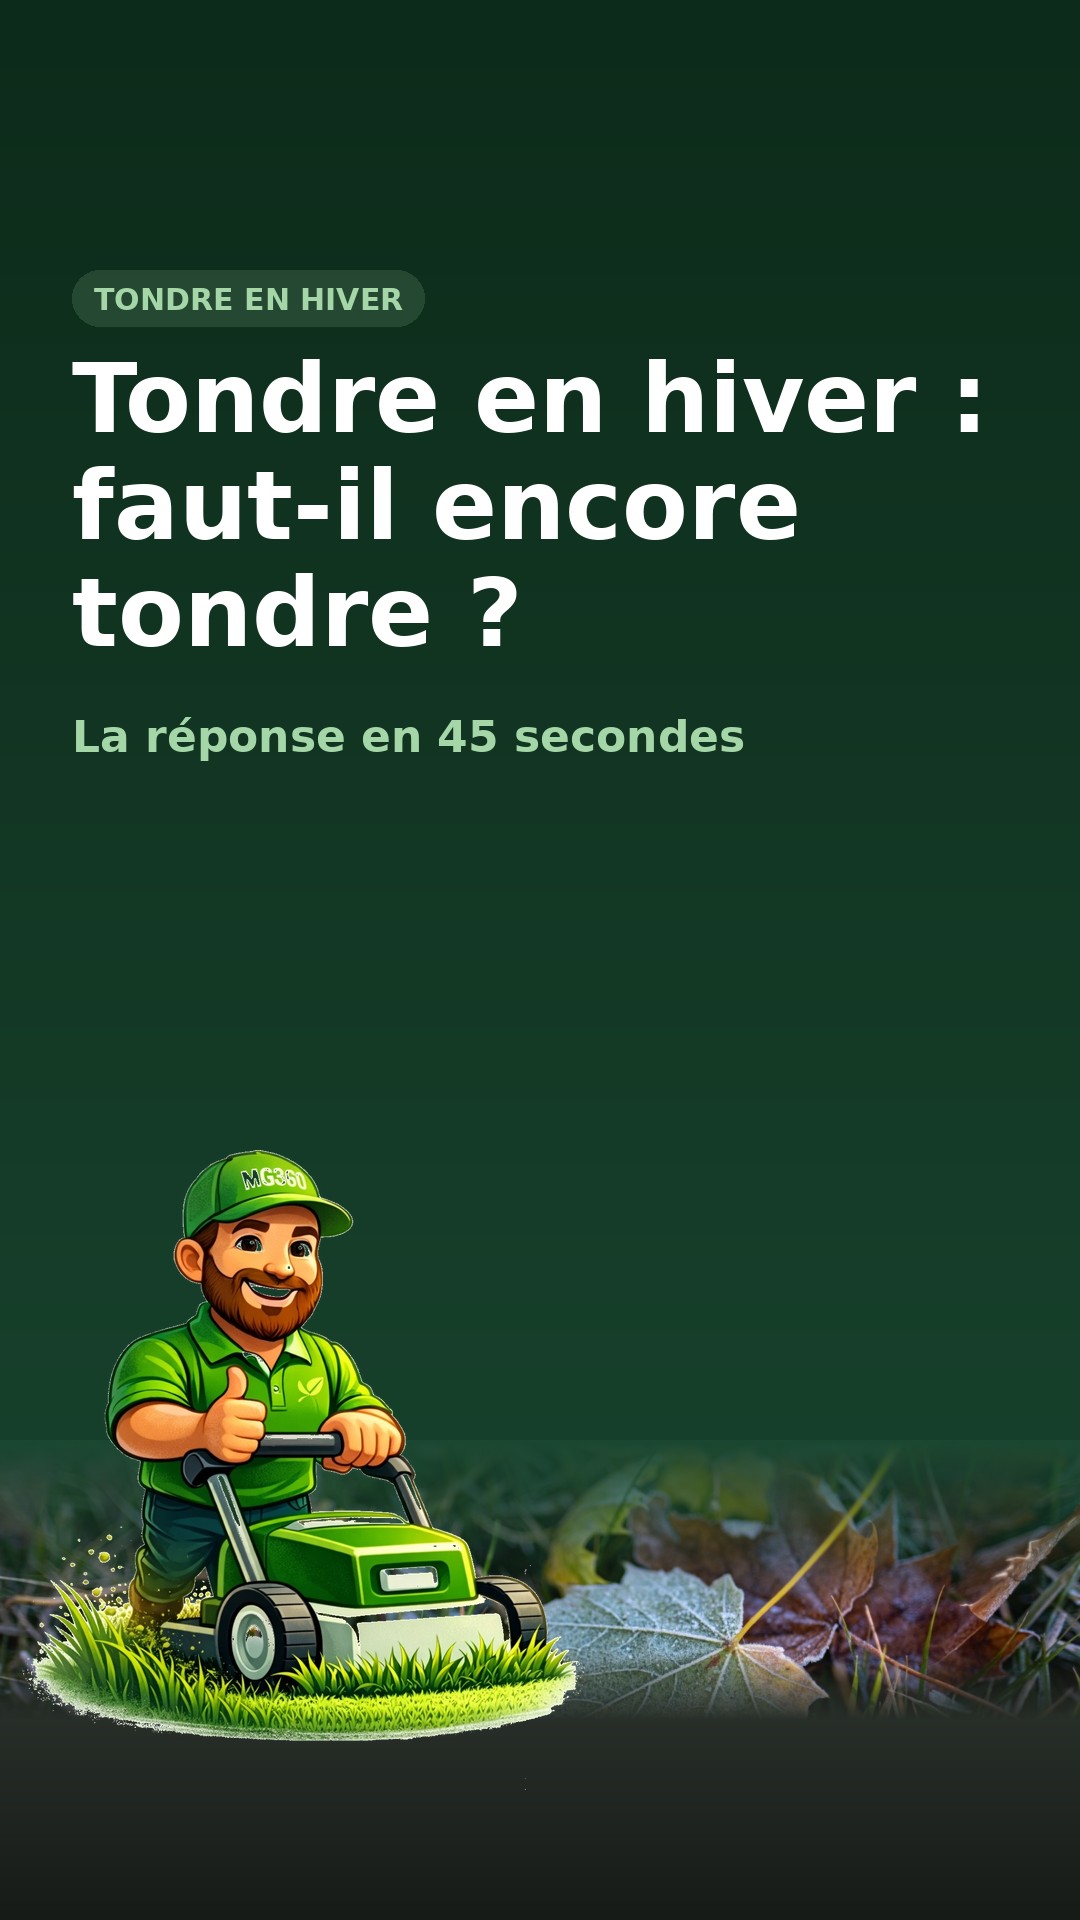 TONDRE EN HIVER
Tondre en hiver :
faut-il encore
tondre ?
La réponse en 45 secondes
MG360